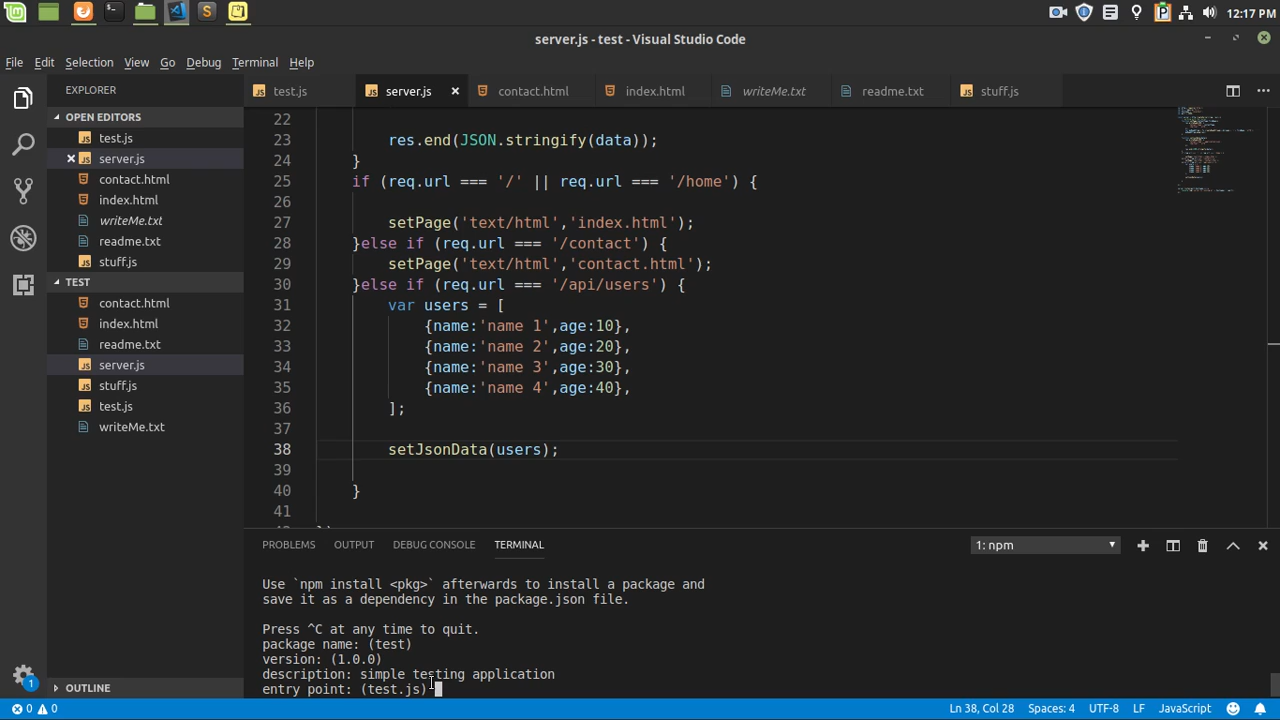 12:17 PM
server.js - test - Visual Studio Code
File Edit Selection View Go Debug Terminal Help
EXPLORER
test.js
server.js
contact.html
index.html
writeMe.txt
readme.txt
stuff.js
OPEN EDITORS
test.js
server.js
contact.html
index.html
writeMe.txt
readme.txt
stuff.js
TEST
contact.html
index.html
readme.txt
server.js
stuff.js
test.js
writeMe.txt
OUTLINE
22
23 res.end(JSON.stringify(data));
24 }
25 if (req.url === '/' || req.url === '/home') {
26
27 setPage('text/html','index.html');
28 }else if (req.url === '/contact') {
29 setPage('text/html','contact.html');
30 }else if (req.url === '/api/users') {
31 var users = [
32 {name:'name 1',age:10},
33 {name:'name 2',age:20},
34 {name:'name 3',age:30},
35 {name:'name 4',age:40},
36 ];
37
38 setJsonData(users);
39
40 }
41
PROBLEMS OUTPUT DEBUG CONSOLE TERMINAL 1: npm
Use `npm install <pkg>` afterwards to install a package and
save it as a dependency in the package.json file.
Press ^C at any time to quit.
package name: (test)
version: (1.0.0)
description: simple testing application
entry point: (test.js)
1
0 0 Ln 38, Col 28 Spaces: 4 UTF-8 LF JavaScript